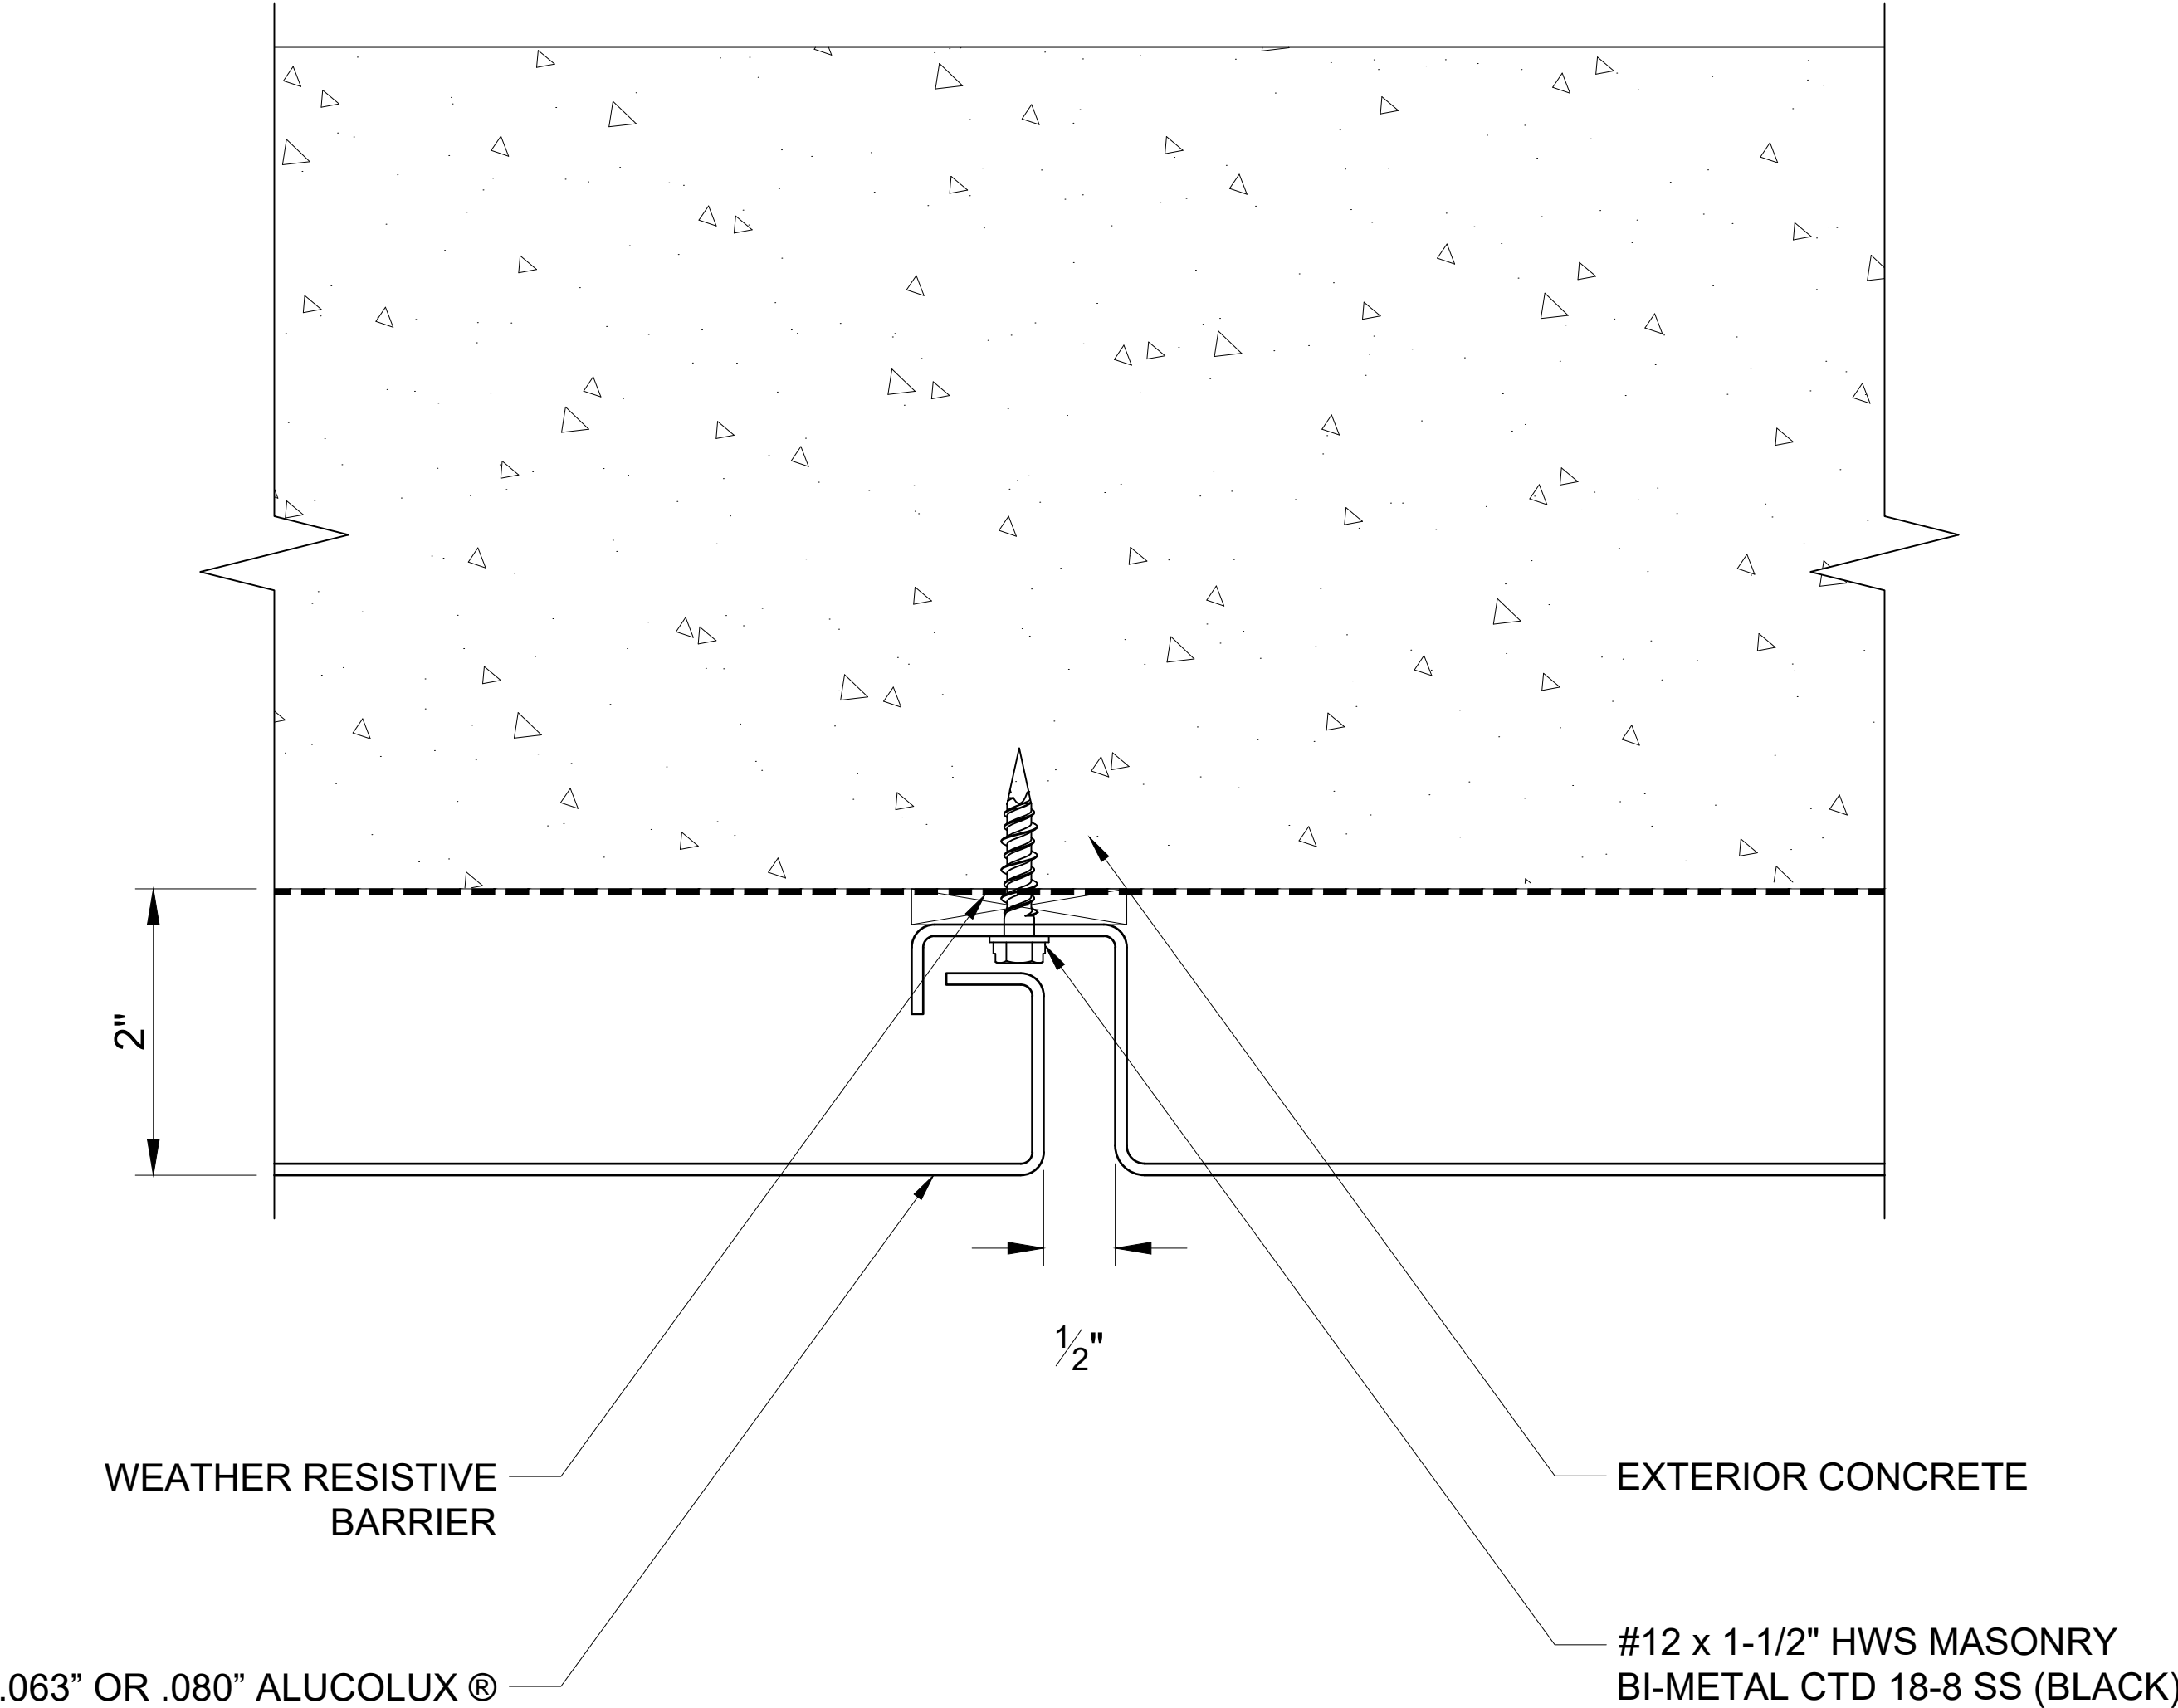 2"
1/2"
WEATHER RESISTIVE
BARRIER
EXTERIOR CONCRETE
#12 x 1-1/2" HWS MASONRY
BI-METAL CTD 18-8 SS (BLACK)
.063” OR .080” ALUCOLUX ®